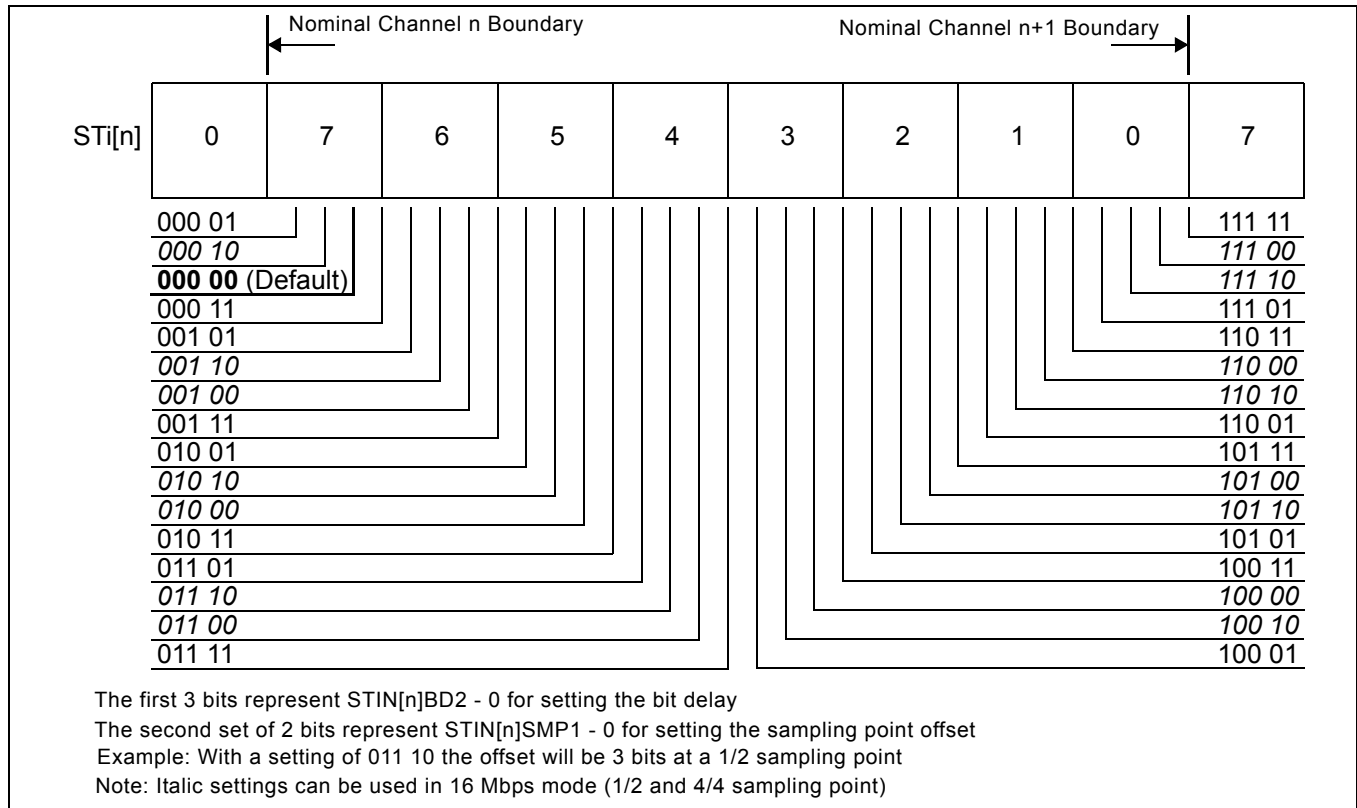 Nominal Channel n Boundary
Nominal Channel n+1 Boundary
STi[n] 0 7 6 5 4 3 2 1 0 7
000 01 111 11
000 10 111 00
000 00 (Default) 111 10
000 11 111 01
001 01 110 11
001 10 110 00
001 00 110 10
001 11 110 01
010 01 101 11
010 10 101 00
010 00 101 10
010 11 101 01
011 01 100 11
011 10 100 00
011 00 100 10
011 11 100 01
The first 3 bits represent STIN[n]BD2 - 0 for setting the bit delay
The second set of 2 bits represent STIN[n]SMP1 - 0 for setting the sampling point offset
Example: With a setting of 011 10 the offset will be 3 bits at a 1/2 sampling point
Note: Italic settings can be used in 16 Mbps mode (1/2 and 4/4 sampling point)